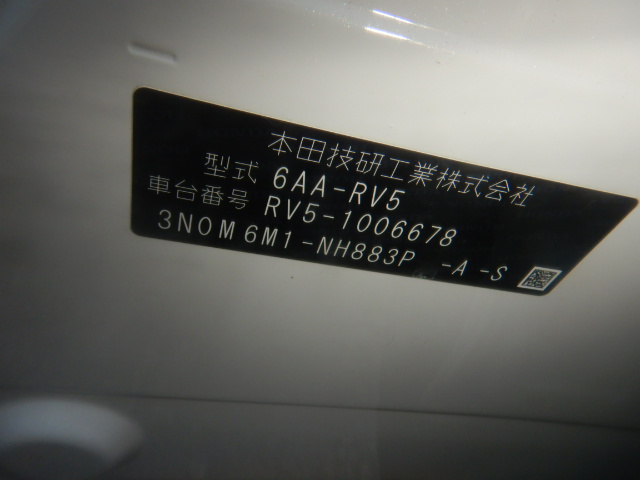 本田技研工業株式会社
型式 6AA-RV5
車台番号 RV5-1006678
3N0M6M1-NH883P -A-S